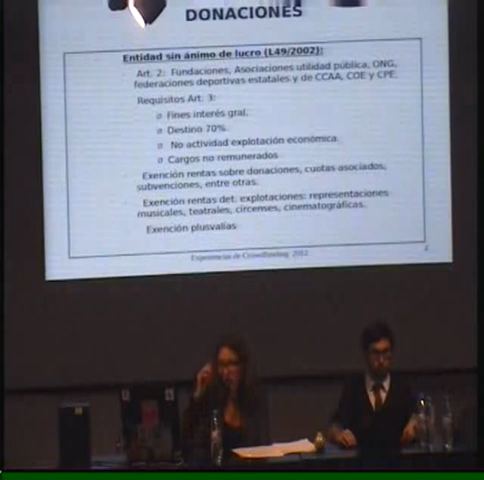 DONACIONES
Entidad sin ánimo de lucro (L49/2002):
Art. 2: Fundaciones, Asociaciones utilidad pública, ONG,
federaciones deportivas estatales y de CCAA, COE y CPE.
Requisitos Art. 3:
Fines interés gral.
Destino 70%
No actividad explotación económica.
Cargos no remunerados
Exención rentas sobre donaciones, cuotas asociados,
subvenciones, entre otras.
Exención rentas det. explotaciones: representaciones
musicales, teatrales, circenses, cinematográficas.
Exención plusvalías
Experiencias de Crowdfunding 2012